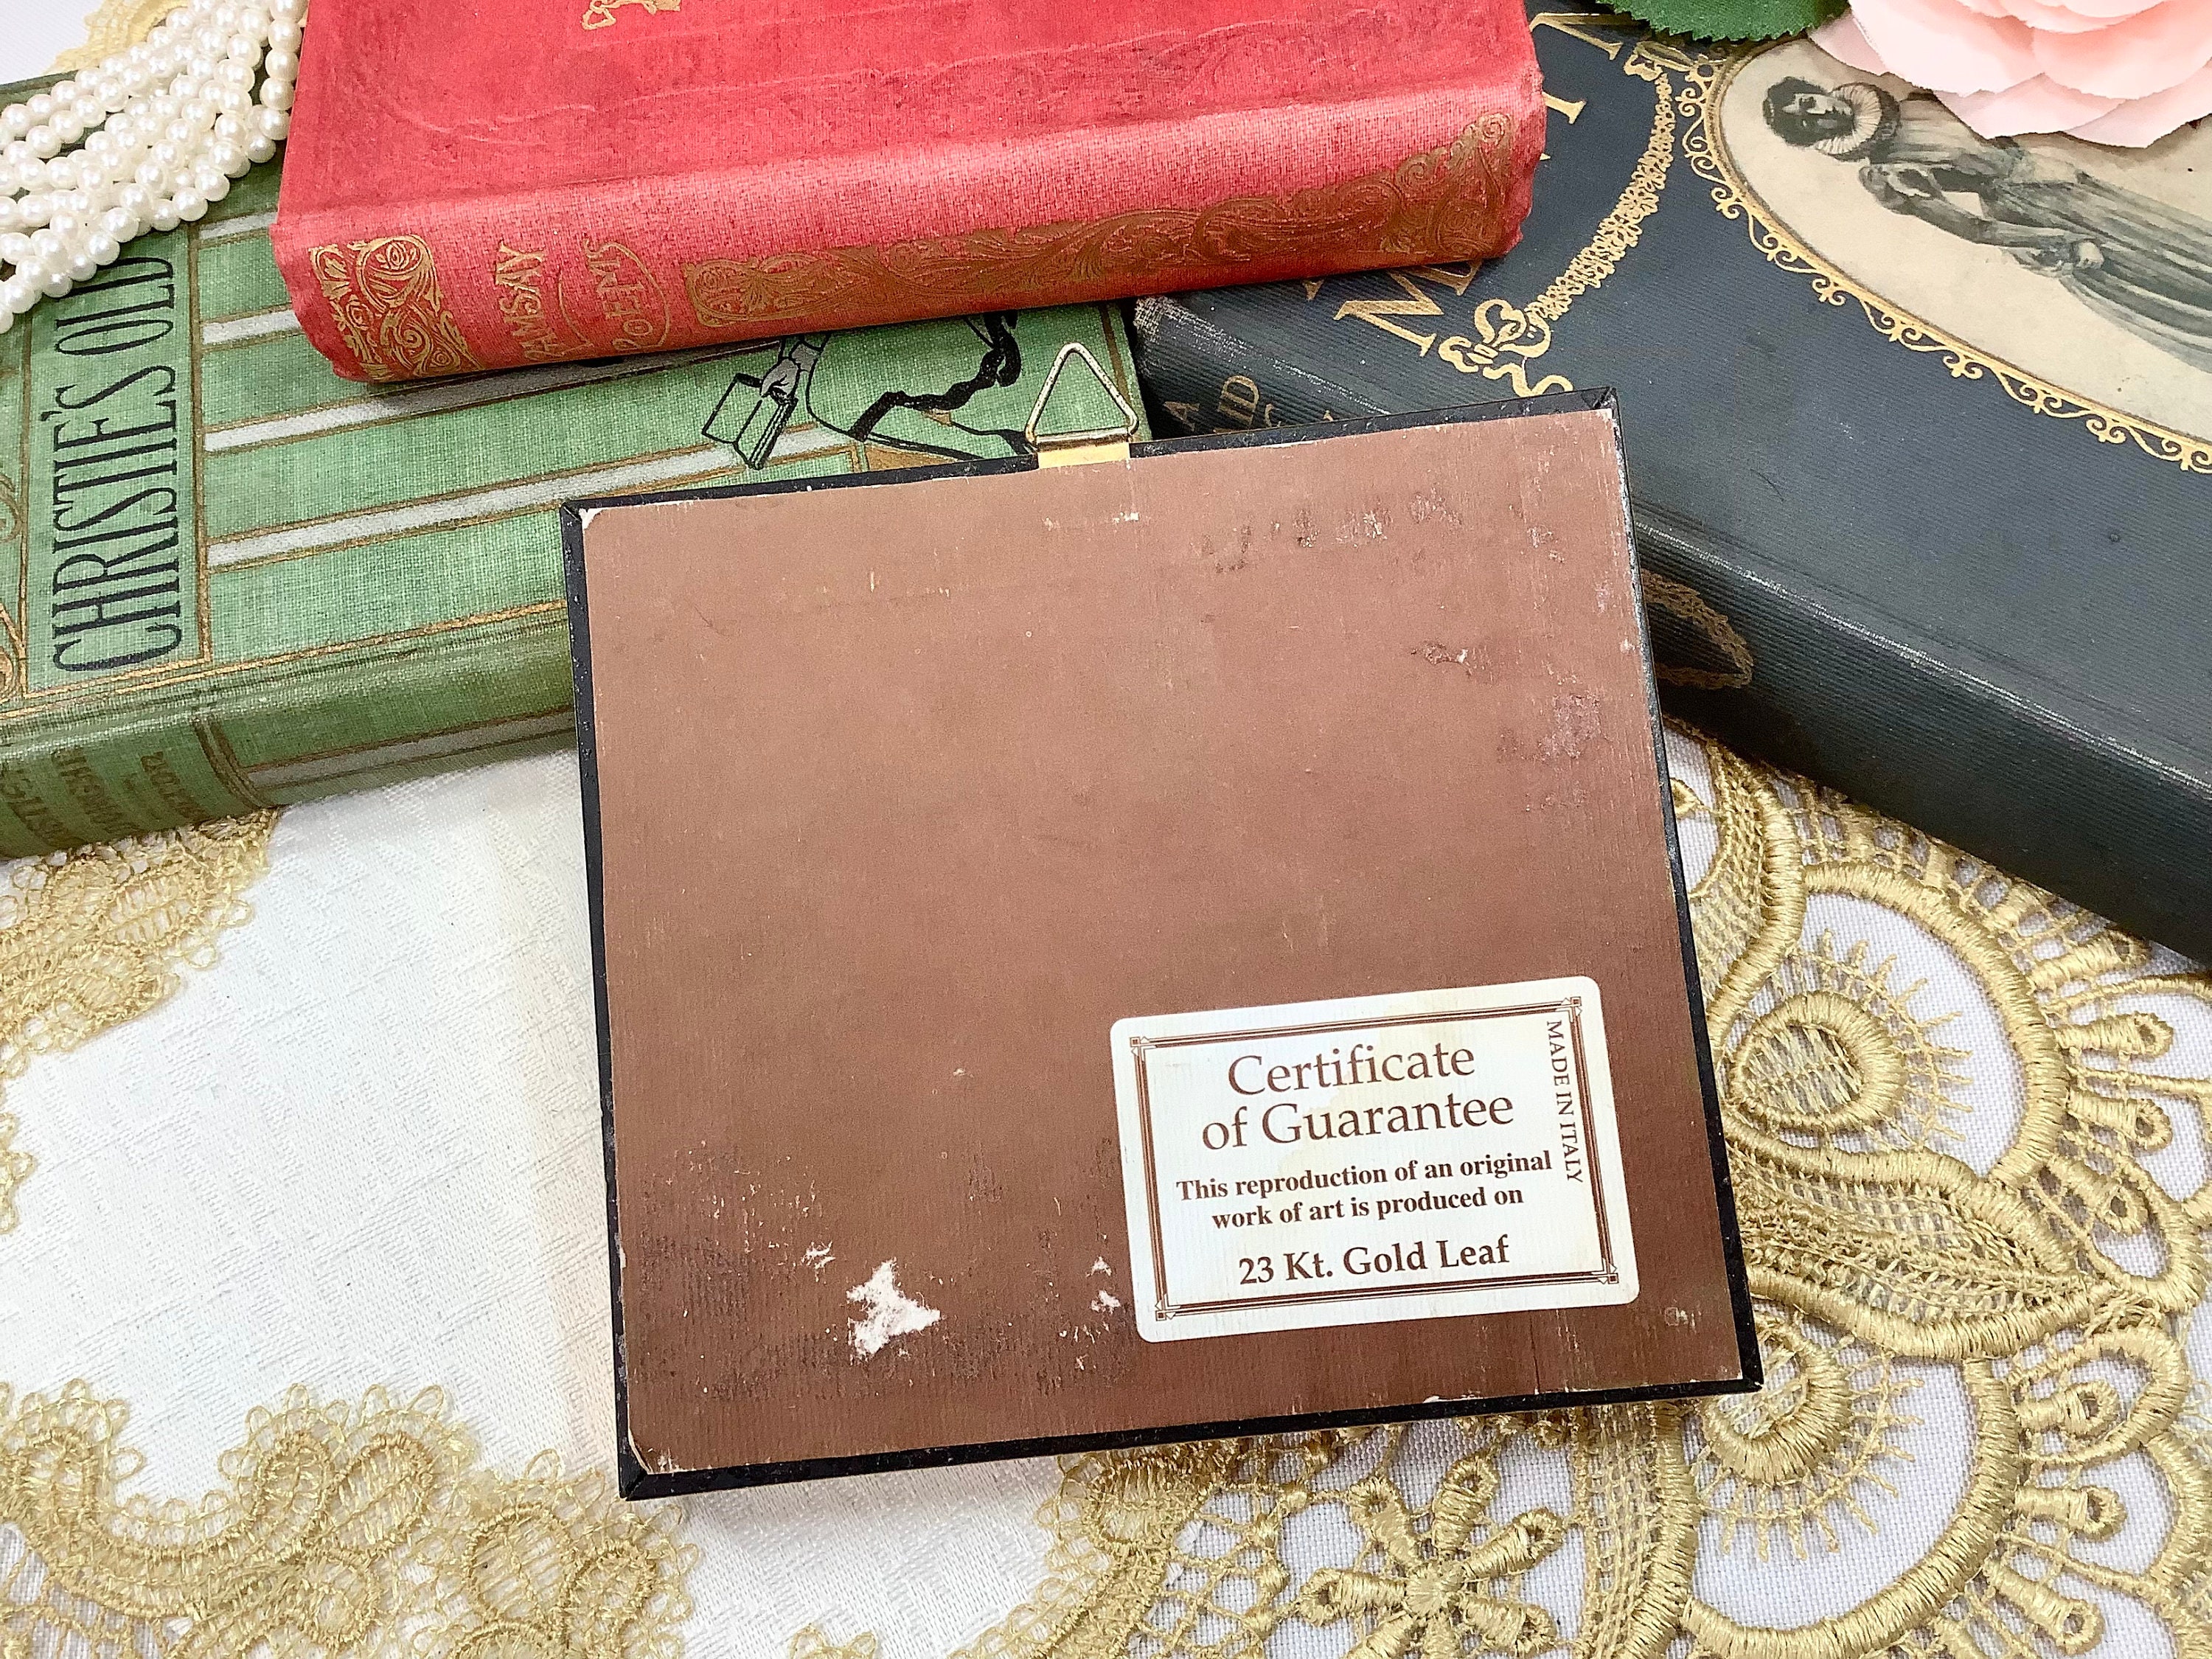 RAMSAY
POEMS
CHRISTIE'S OLD
Certificate
of Guarantee
This reproduction of an original
work of art is produced on
23 Kt. Gold Leaf
MADE IN ITALY